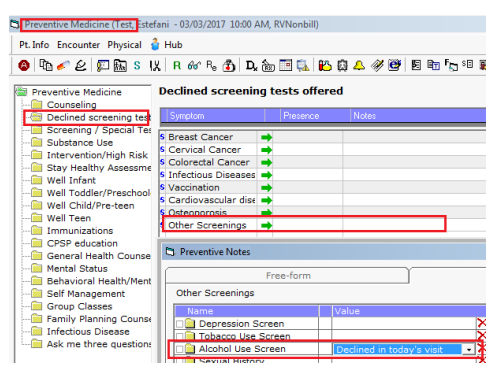 Preventive Medicine (Test, Estefani - 03/03/2017 10:00 AM, RVNonbill)
Pt. Info Encounter Physical Hub
S R
Preventive Medicine
Counseling
Declined screening test
Screening / Special Tes
Substance Use
Intervention/High Risk
Stay Healthy Assessme
Well Infant
Well Toddler/Preschool
Well Child/Pre-teen
Well Teen
Immunizations
CPSP education
General Health Counse
Mental Status
Behavioral Health/Ment
Self Management
Group Classes
Family Planning Counse
Infectious Disease
Ask me three questions
Declined screening tests offered
Symptom Presence Notes
S Breast Cancer
S Cervical Cancer
S Colorectal Cancer
S Infectious Diseases
S Vaccination
S Cardiovascular dise
S Osteoporosis
S Other Screenings
Preventive Notes
Free-form
Other Screenings
Name Value
Depression Screen
Tobacco Use Screen
Alcohol Use Screen Declined in today's visit
Sexual History